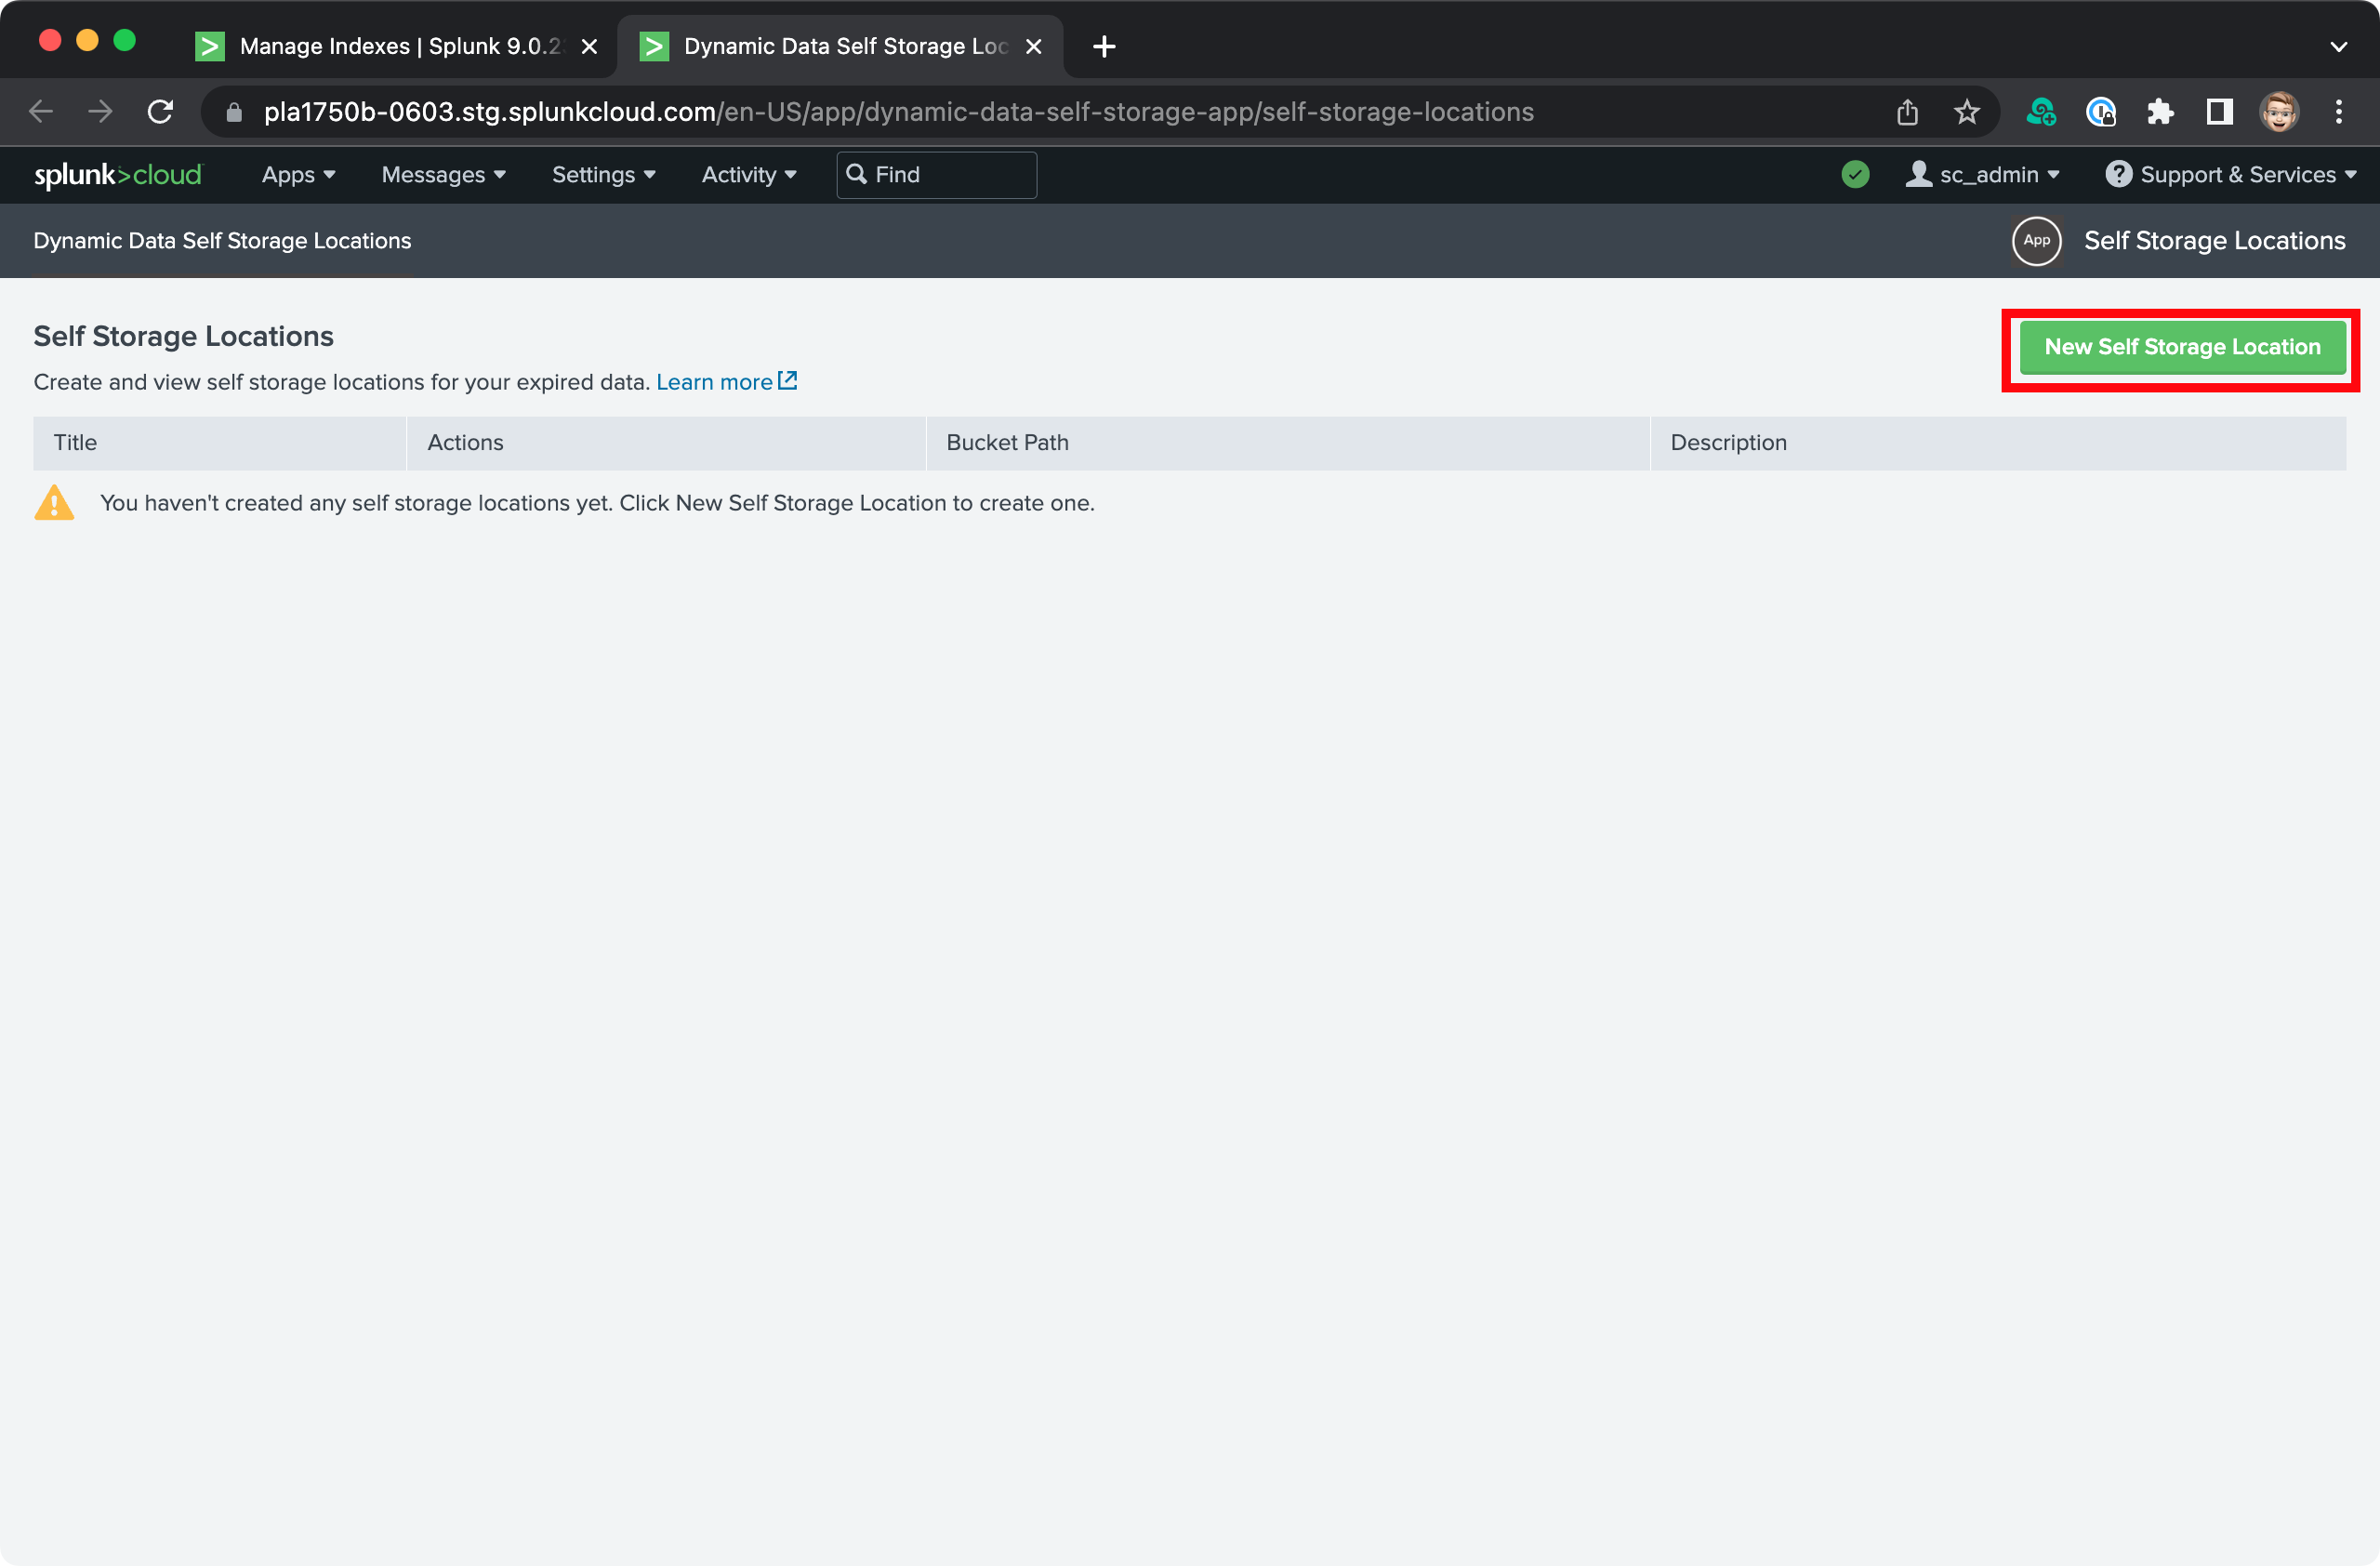 Manage Indexes | Splunk 9.0.2
Dynamic Data Self Storage Loc
pla1750b-0603.stg.splunkcloud.com/en-US/app/dynamic-data-self-storage-app/self-storage-locations
splunk>cloud
Apps
Messages
Settings
Activity
Find
sc_admin
Support & Services
Dynamic Data Self Storage Locations
App
Self Storage Locations
Self Storage Locations
New Self Storage Location
Create and view self storage locations for your expired data. Learn more
Title
Actions
Bucket Path
Description
You haven't created any self storage locations yet. Click New Self Storage Location to create one.